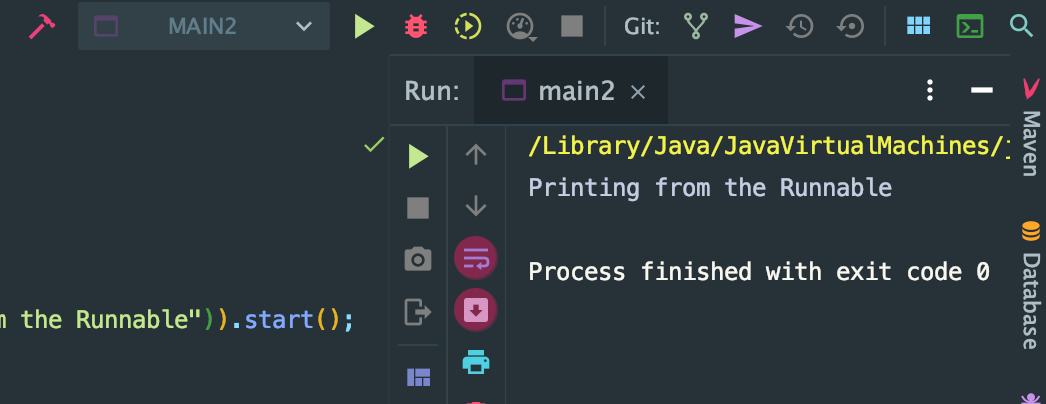 MAIN2
Git:
Run:
main2
/Library/Java/JavaVirtualMachines/
Printing from the Runnable
Process finished with exit code 0
the Runnable")).start();
Maven
Database